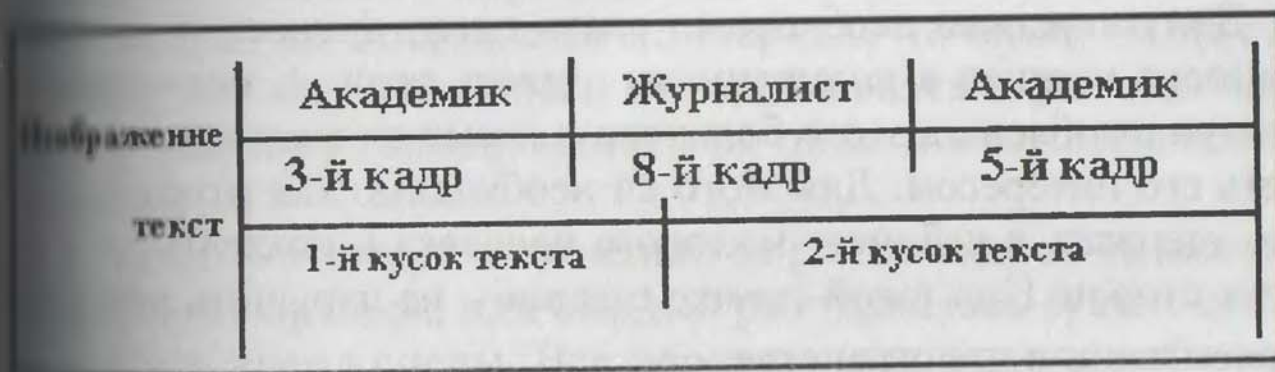 Академик Журналист Академик
Изображение
3-й кадр 8-й кадр 5-й кадр
текст
1-й кусок текста 2-й кусок текста